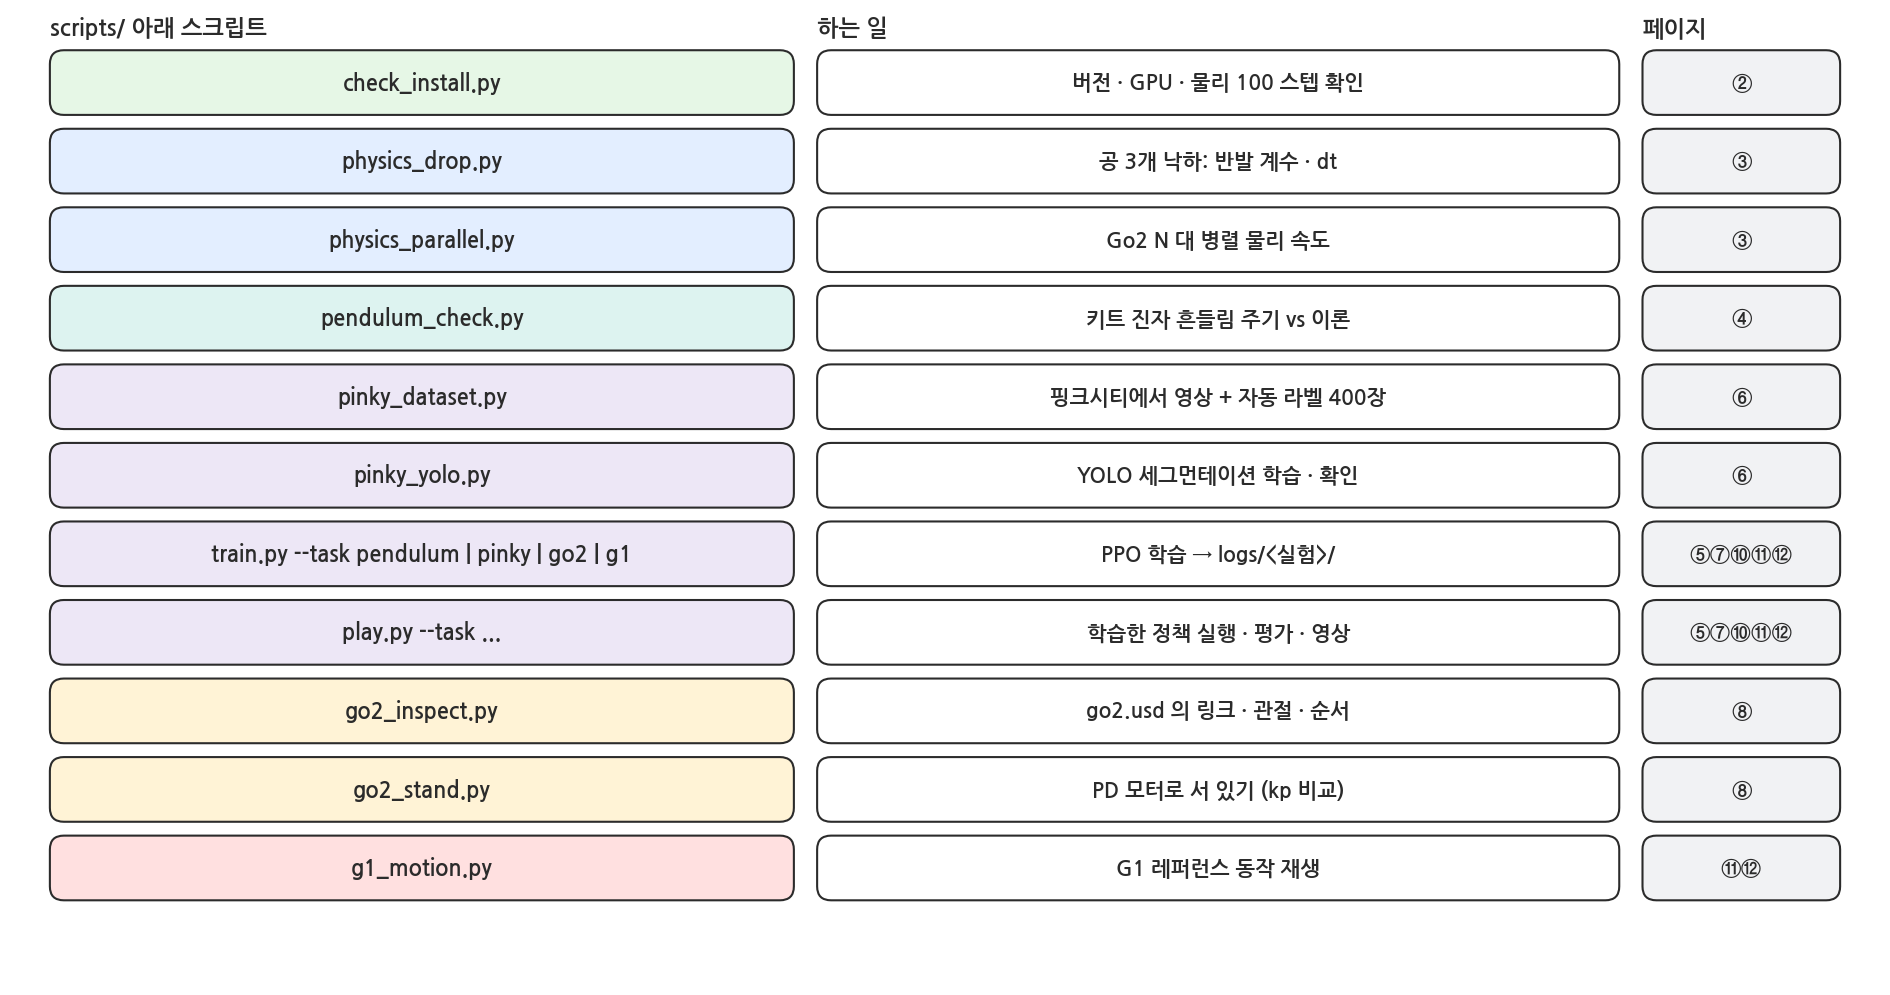 scripts/ 아래 스크립트 하는 일 페이지
check_install.py 버전 · GPU · 물리 100 스텝 확인 ②
physics_drop.py 공 3개 낙하: 반발 계수 · dt ③
physics_parallel.py Go2 N 대 병렬 물리 속도 ③
pendulum_check.py 키트 진자 흔들림 주기 vs 이론 ④
pinky_dataset.py 핑크시티에서 영상 + 자동 라벨 400장 ⑥
pinky_yolo.py YOLO 세그먼테이션 학습 · 확인 ⑥
train.py --task pendulum | pinky | go2 | g1 PPO 학습 → logs/<실험>/ ⑤⑦⑩⑪⑫
play.py --task ... 학습한 정책 실행 · 평가 · 영상 ⑤⑦⑩⑪⑫
go2_inspect.py go2.usd 의 링크 · 관절 · 순서 ⑧
go2_stand.py PD 모터로 서 있기 (kp 비교) ⑧
g1_motion.py G1 레퍼런스 동작 재생 ⑪⑫